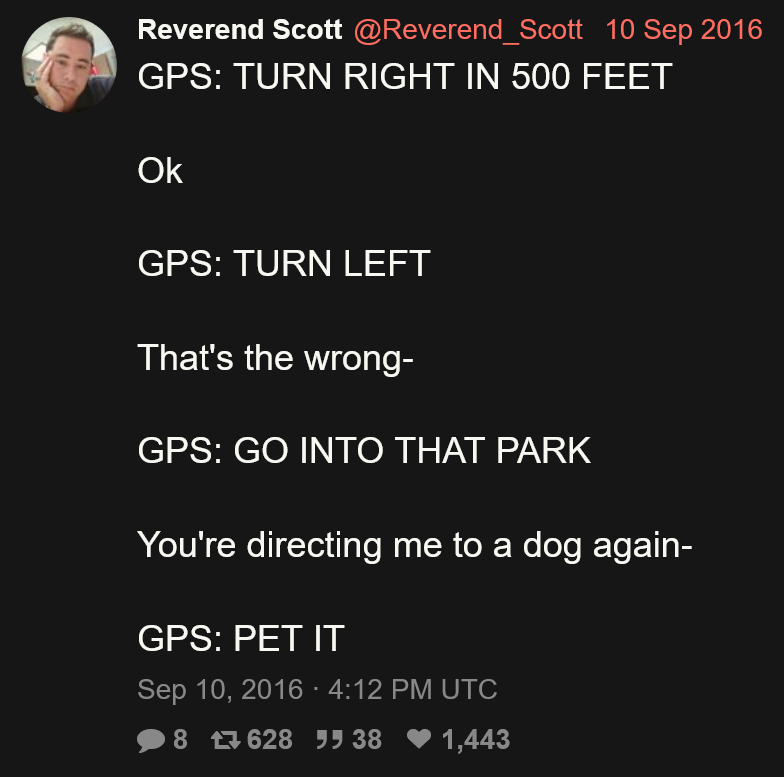 Reverend Scott @Reverend_Scott 10 Sep 2016
GPS: TURN RIGHT IN 500 FEET
Ok
GPS: TURN LEFT
That's the wrong-
GPS: GO INTO THAT PARK
You're directing me to a dog again-
GPS: PET IT
Sep 10, 2016 · 4:12 PM UTC
8 628 38 1,443